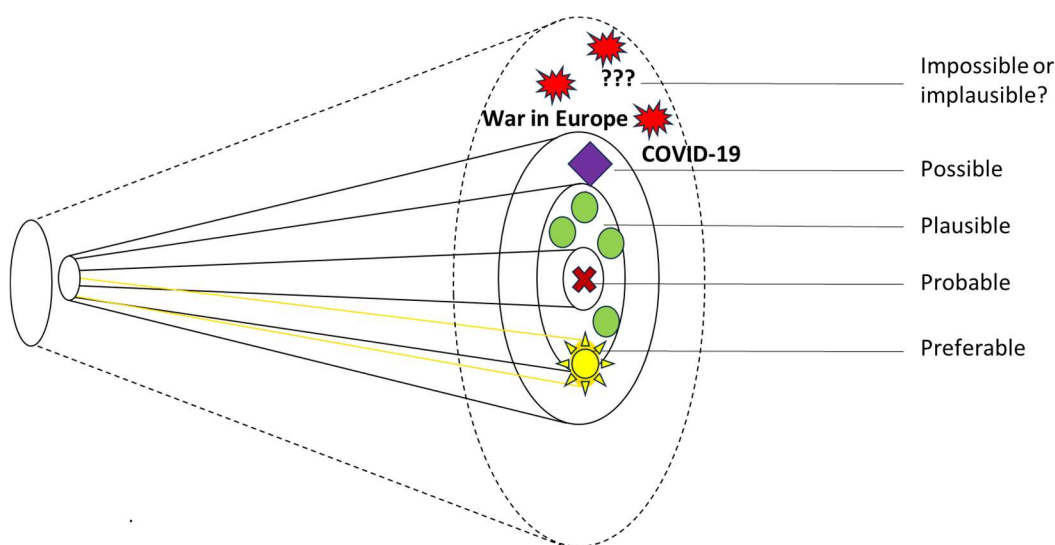 ???
War in Europe
COVID-19
Impossible or
implausible?
Possible
Plausible
Probable
Preferable
.